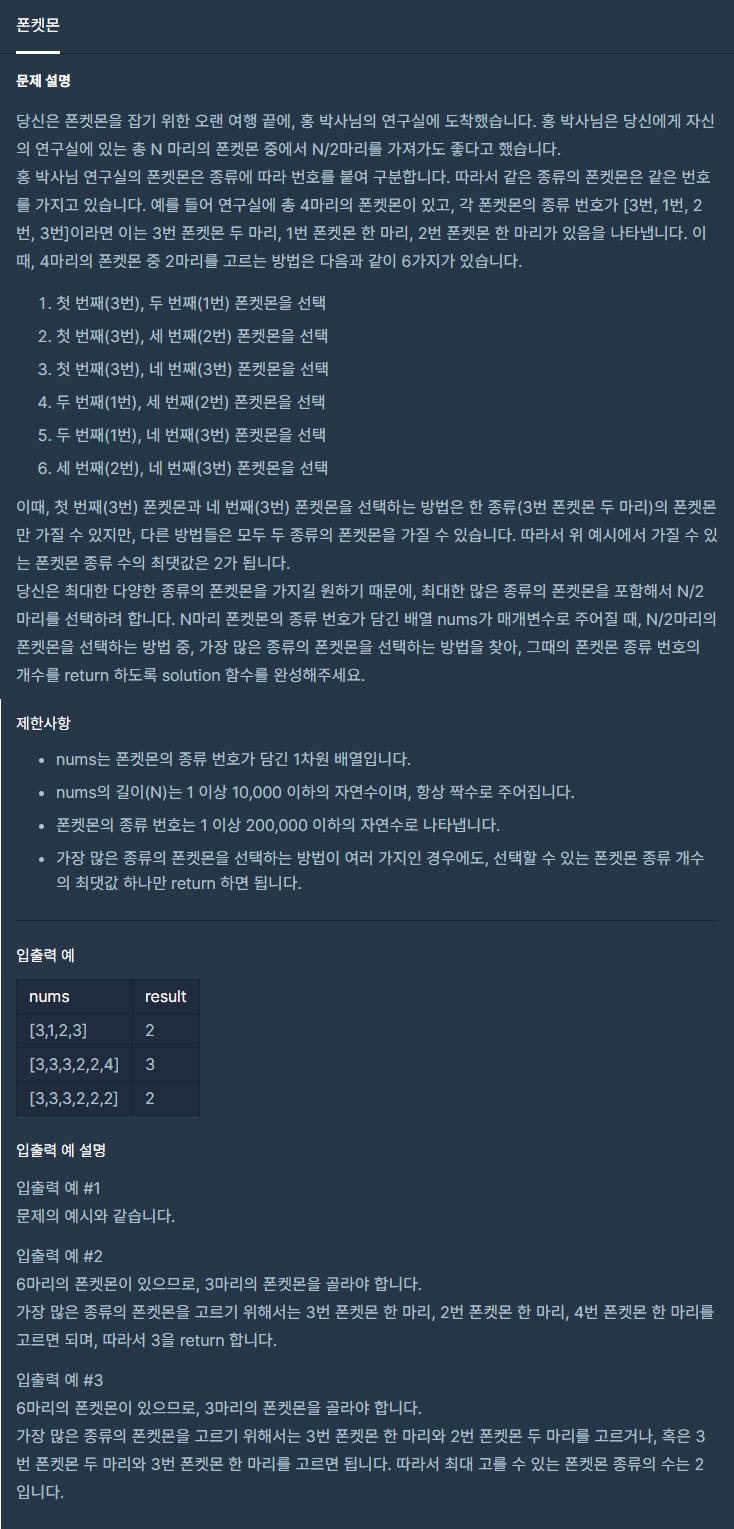 폰켓몬
문제 설명
당신은 폰켓몬을 잡기 위한 오랜 여행 끝에, 홍 박사님의 연구실에 도착했습니다. 홍 박사님은 당신에게 자신
의 연구실에 있는 총 N 마리의 폰켓몬 중에서 N/2마리를 가져가도 좋다고 했습니다.
홍 박사님 연구실의 폰켓몬은 종류에 따라 번호를 붙여 구분합니다. 따라서 같은 종류의 폰켓몬은 같은 번호
를 가지고 있습니다. 예를 들어 연구실에 총 4마리의 폰켓몬이 있고, 각 폰켓몬의 종류 번호가 [3번, 1번, 2
번, 3번]이라면 이는 3번 폰켓몬 두 마리, 1번 폰켓몬 한 마리, 2번 폰켓몬 한 마리가 있음을 나타냅니다. 이
때, 4마리의 폰켓몬 중 2마리를 고르는 방법은 다음과 같이 6가지가 있습니다.
1. 첫 번째(3번), 두 번째(1번) 폰켓몬을 선택
2. 첫 번째(3번), 세 번째(2번) 폰켓몬을 선택
3. 첫 번째(3번), 네 번째(3번) 폰켓몬을 선택
4. 두 번째(1번), 세 번째(2번) 폰켓몬을 선택
5. 두 번째(1번), 네 번째(3번) 폰켓몬을 선택
6. 세 번째(2번), 네 번째(3번) 폰켓몬을 선택
이때, 첫 번째(3번) 폰켓몬과 네 번째(3번) 폰켓몬을 선택하는 방법은 한 종류(3번 폰켓몬 두 마리)의 폰켓몬
만 가질 수 있지만, 다른 방법들은 모두 두 종류의 폰켓몬을 가질 수 있습니다. 따라서 위 예시에서 가질 수 있
는 폰켓몬 종류 수의 최댓값은 2가 됩니다.
당신은 최대한 다양한 종류의 폰켓몬을 가지길 원하기 때문에, 최대한 많은 종류의 폰켓몬을 포함해서 N/2
마리를 선택하려 합니다. N마리 폰켓몬의 종류 번호가 담긴 배열 nums가 매개변수로 주어질 때, N/2마리의
폰켓몬을 선택하는 방법 중, 가장 많은 종류의 폰켓몬을 선택하는 방법을 찾아, 그때의 폰켓몬 종류 번호의
개수를 return 하도록 solution 함수를 완성해주세요.
제한사항
• nums는 폰켓몬의 종류 번호가 담긴 1차원 배열입니다.
• nums의 길이(N)는 1 이상 10,000 이하의 자연수이며, 항상 짝수로 주어집니다.
• 폰켓몬의 종류 번호는 1 이상 200,000 이하의 자연수로 나타냅니다.
• 가장 많은 종류의 폰켓몬을 선택하는 방법이 여러 가지인 경우에도, 선택할 수 있는 폰켓몬 종류 개수
의 최댓값 하나만 return 하면 됩니다.
입출력 예
nums result
[3,1,2,3] 2
[3,3,3,2,2,4] 3
[3,3,3,2,2,2] 2
입출력 예 설명
입출력 예 #1
문제의 예시와 같습니다.
입출력 예 #2
6마리의 폰켓몬이 있으므로, 3마리의 폰켓몬을 골라야 합니다.
가장 많은 종류의 폰켓몬을 고르기 위해서는 3번 폰켓몬 한 마리, 2번 폰켓몬 한 마리, 4번 폰켓몬 한 마리를
고르면 되며, 따라서 3을 return 합니다.
입출력 예 #3
6마리의 폰켓몬이 있으므로, 3마리의 폰켓몬을 골라야 합니다.
가장 많은 종류의 폰켓몬을 고르기 위해서는 3번 폰켓몬 한 마리와 2번 폰켓몬 두 마리를 고르거나, 혹은 3
번 폰켓몬 두 마리와 3번 폰켓몬 한 마리를 고르면 됩니다. 따라서 최대 고를 수 있는 폰켓몬 종류의 수는 2
입니다.